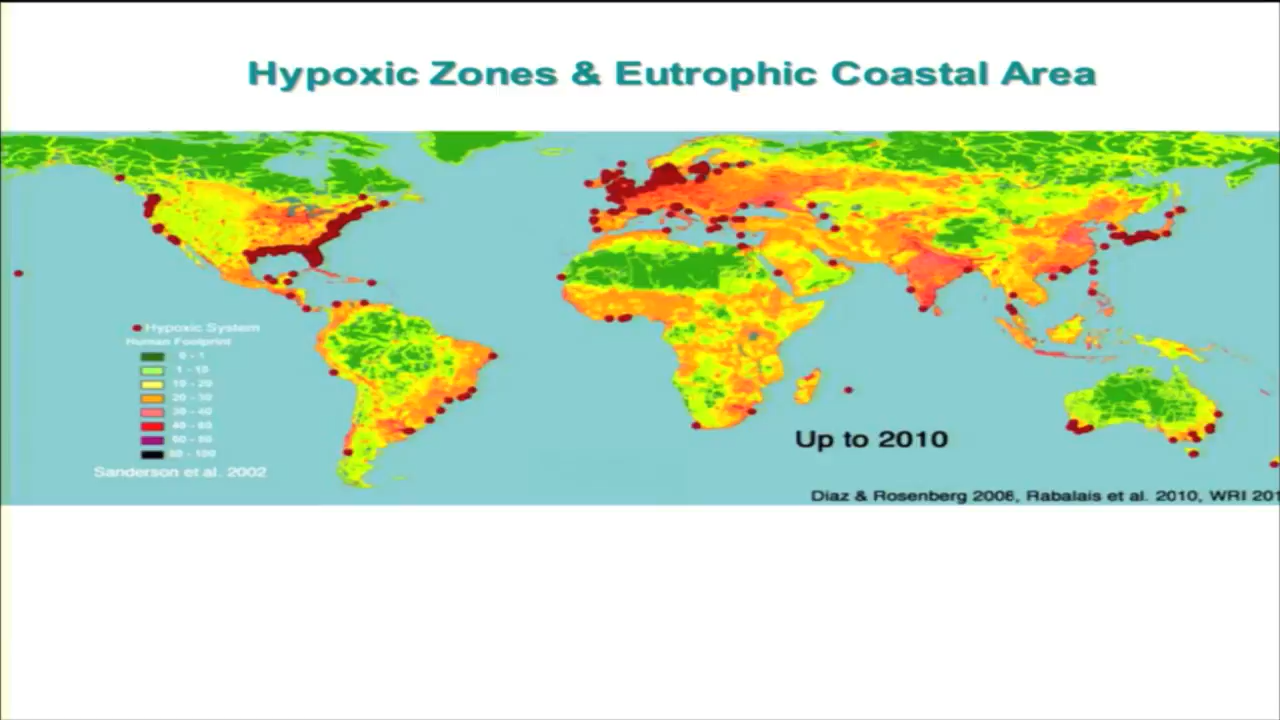 Hypoxic Zones & Eutrophic Coastal Area
Hypoxic System
Human Footprint
0 - 1
1 - 10
10 - 20
20 - 30
30 - 40
40 - 60
60 - 80
80 - 100
Sanderson et al. 2002
Up to 2010
Diaz & Rosenberg 2008, Rabalais et al. 2010, WRI 201